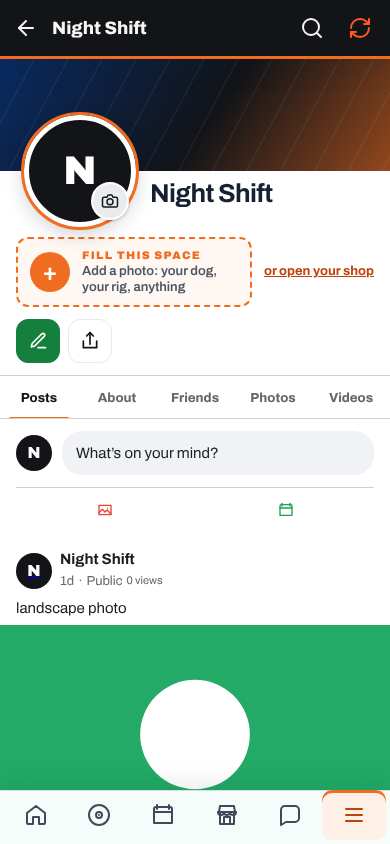 Night Shift
N
Night Shift
FILL THIS SPACE
Add a photo: your dog,
your rig, anything
or open your shop
Posts About Friends Photos Videos
N
What's on your mind?
N
Night Shift
1d · Public 0 views
landscape photo